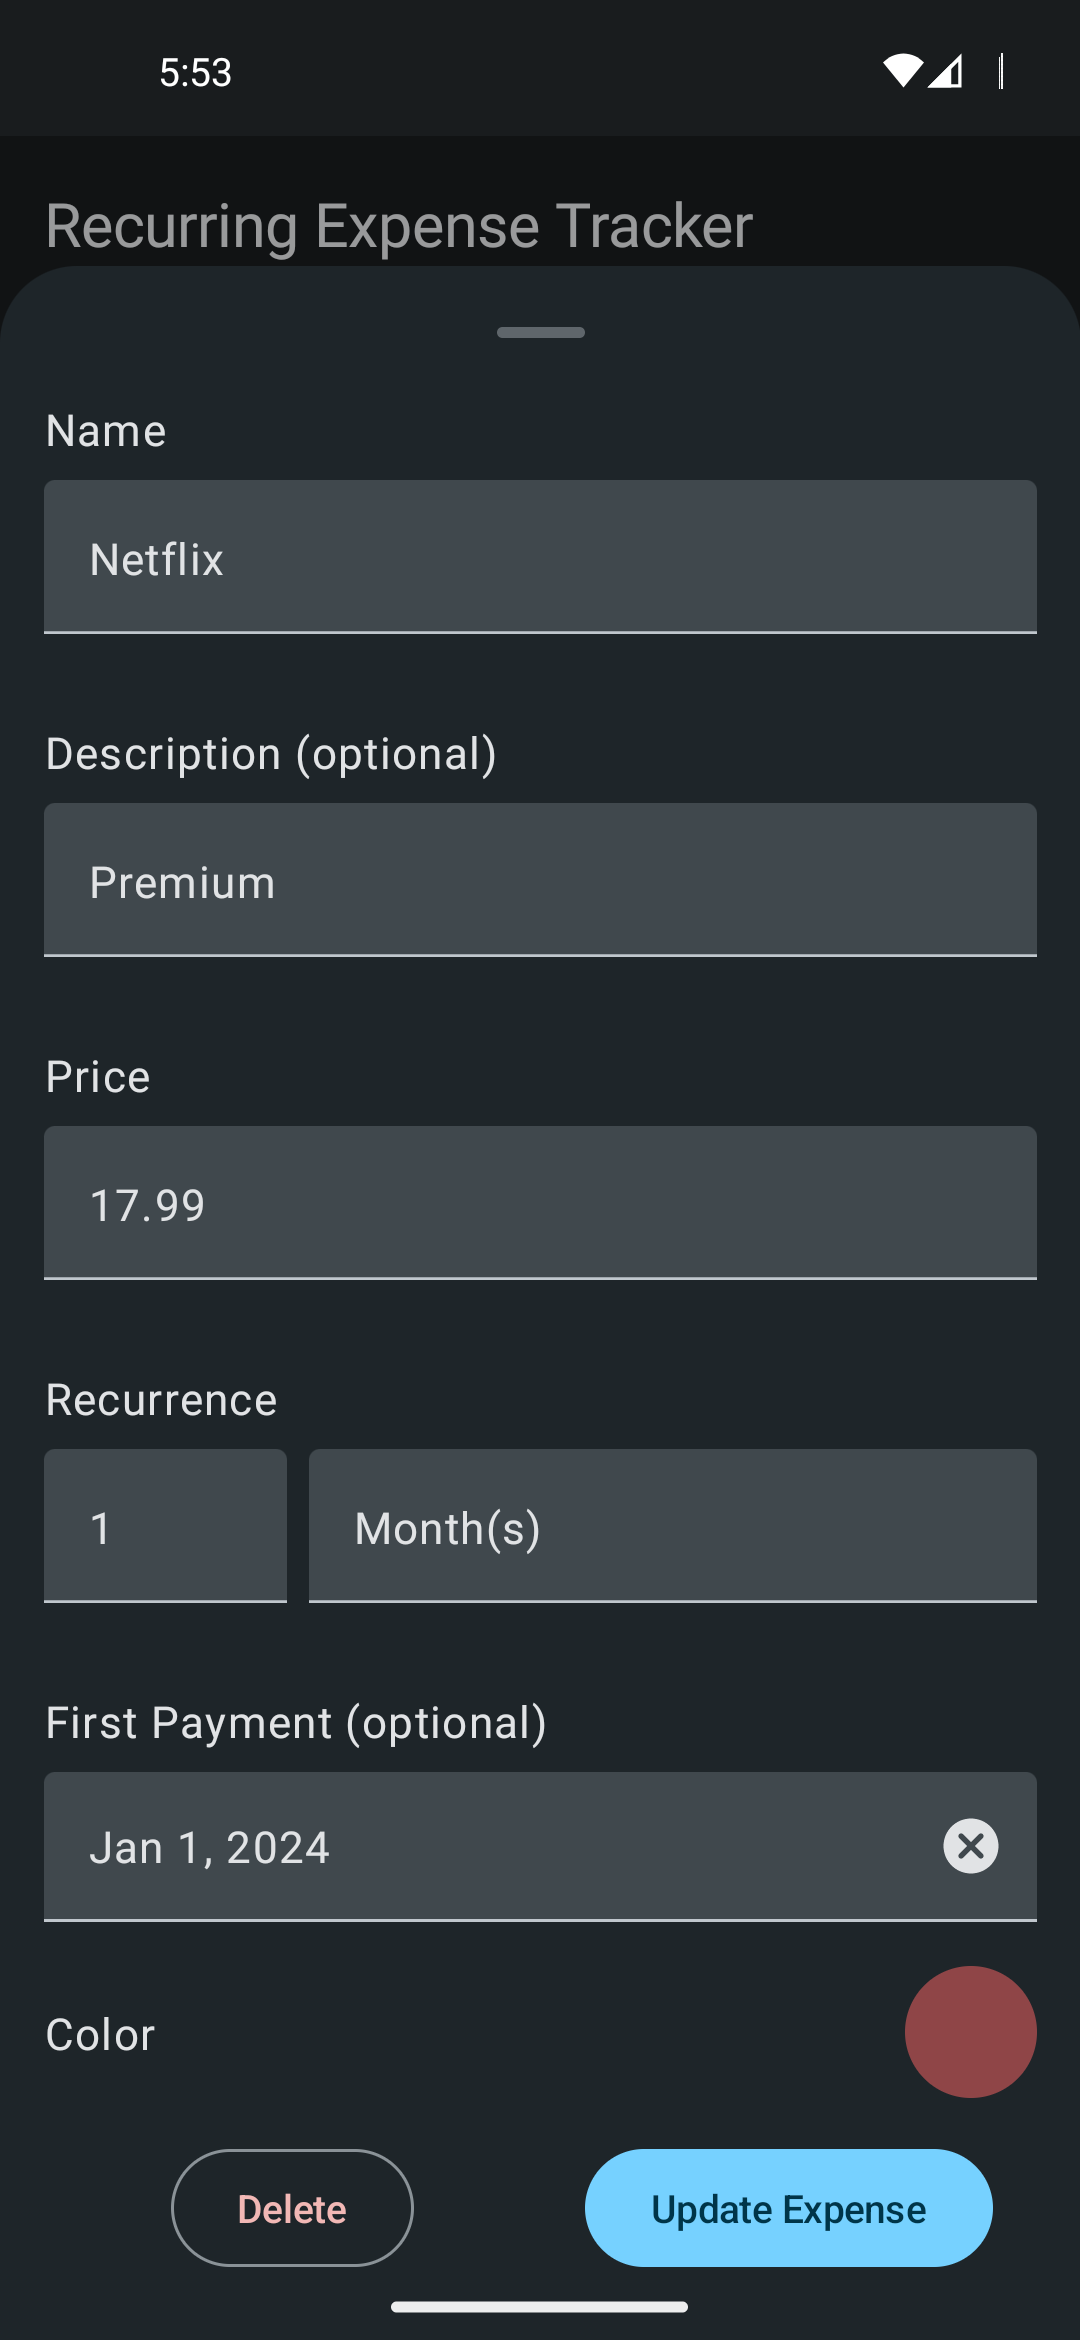 5:53
Recurring Expense Tracker
Name
Netflix
Description (optional)
Premium
Price
17.99
Recurrence
1 Month(s)
First Payment (optional)
Jan 1, 2024
Color
Delete Update Expense